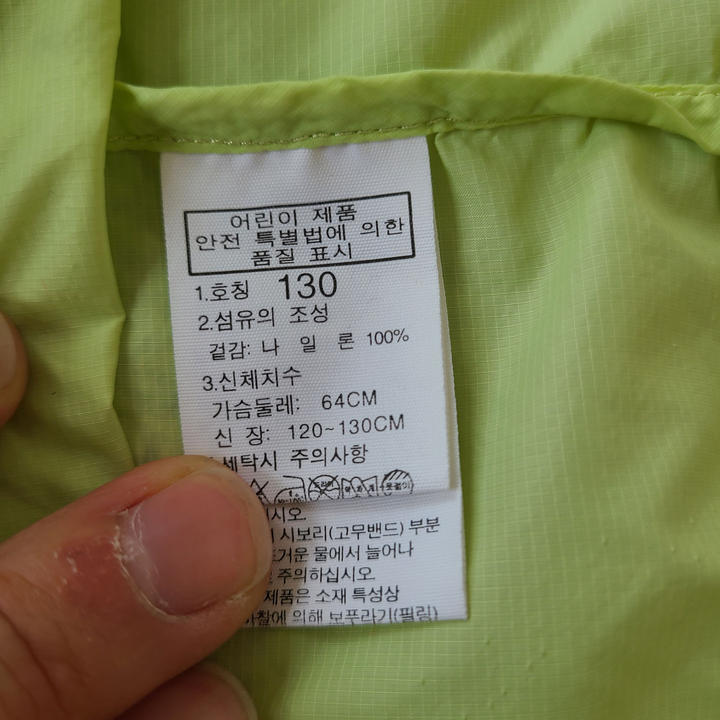 어린이 제품
안전 특별법에 의한
품질 표시
1.호칭 130
2.섬유의 조성
겉감: 나 일 론 100%
3.신체치수
가슴둘레: 64CM
신 장: 120~130CM
세탁시 주의사항
시오.
시보리(고무밴드) 부분
뜨거운 물에서 늘어나
주의하십시오.
제품은 소재 특성상
마찰에 의해 보푸라기(필링)